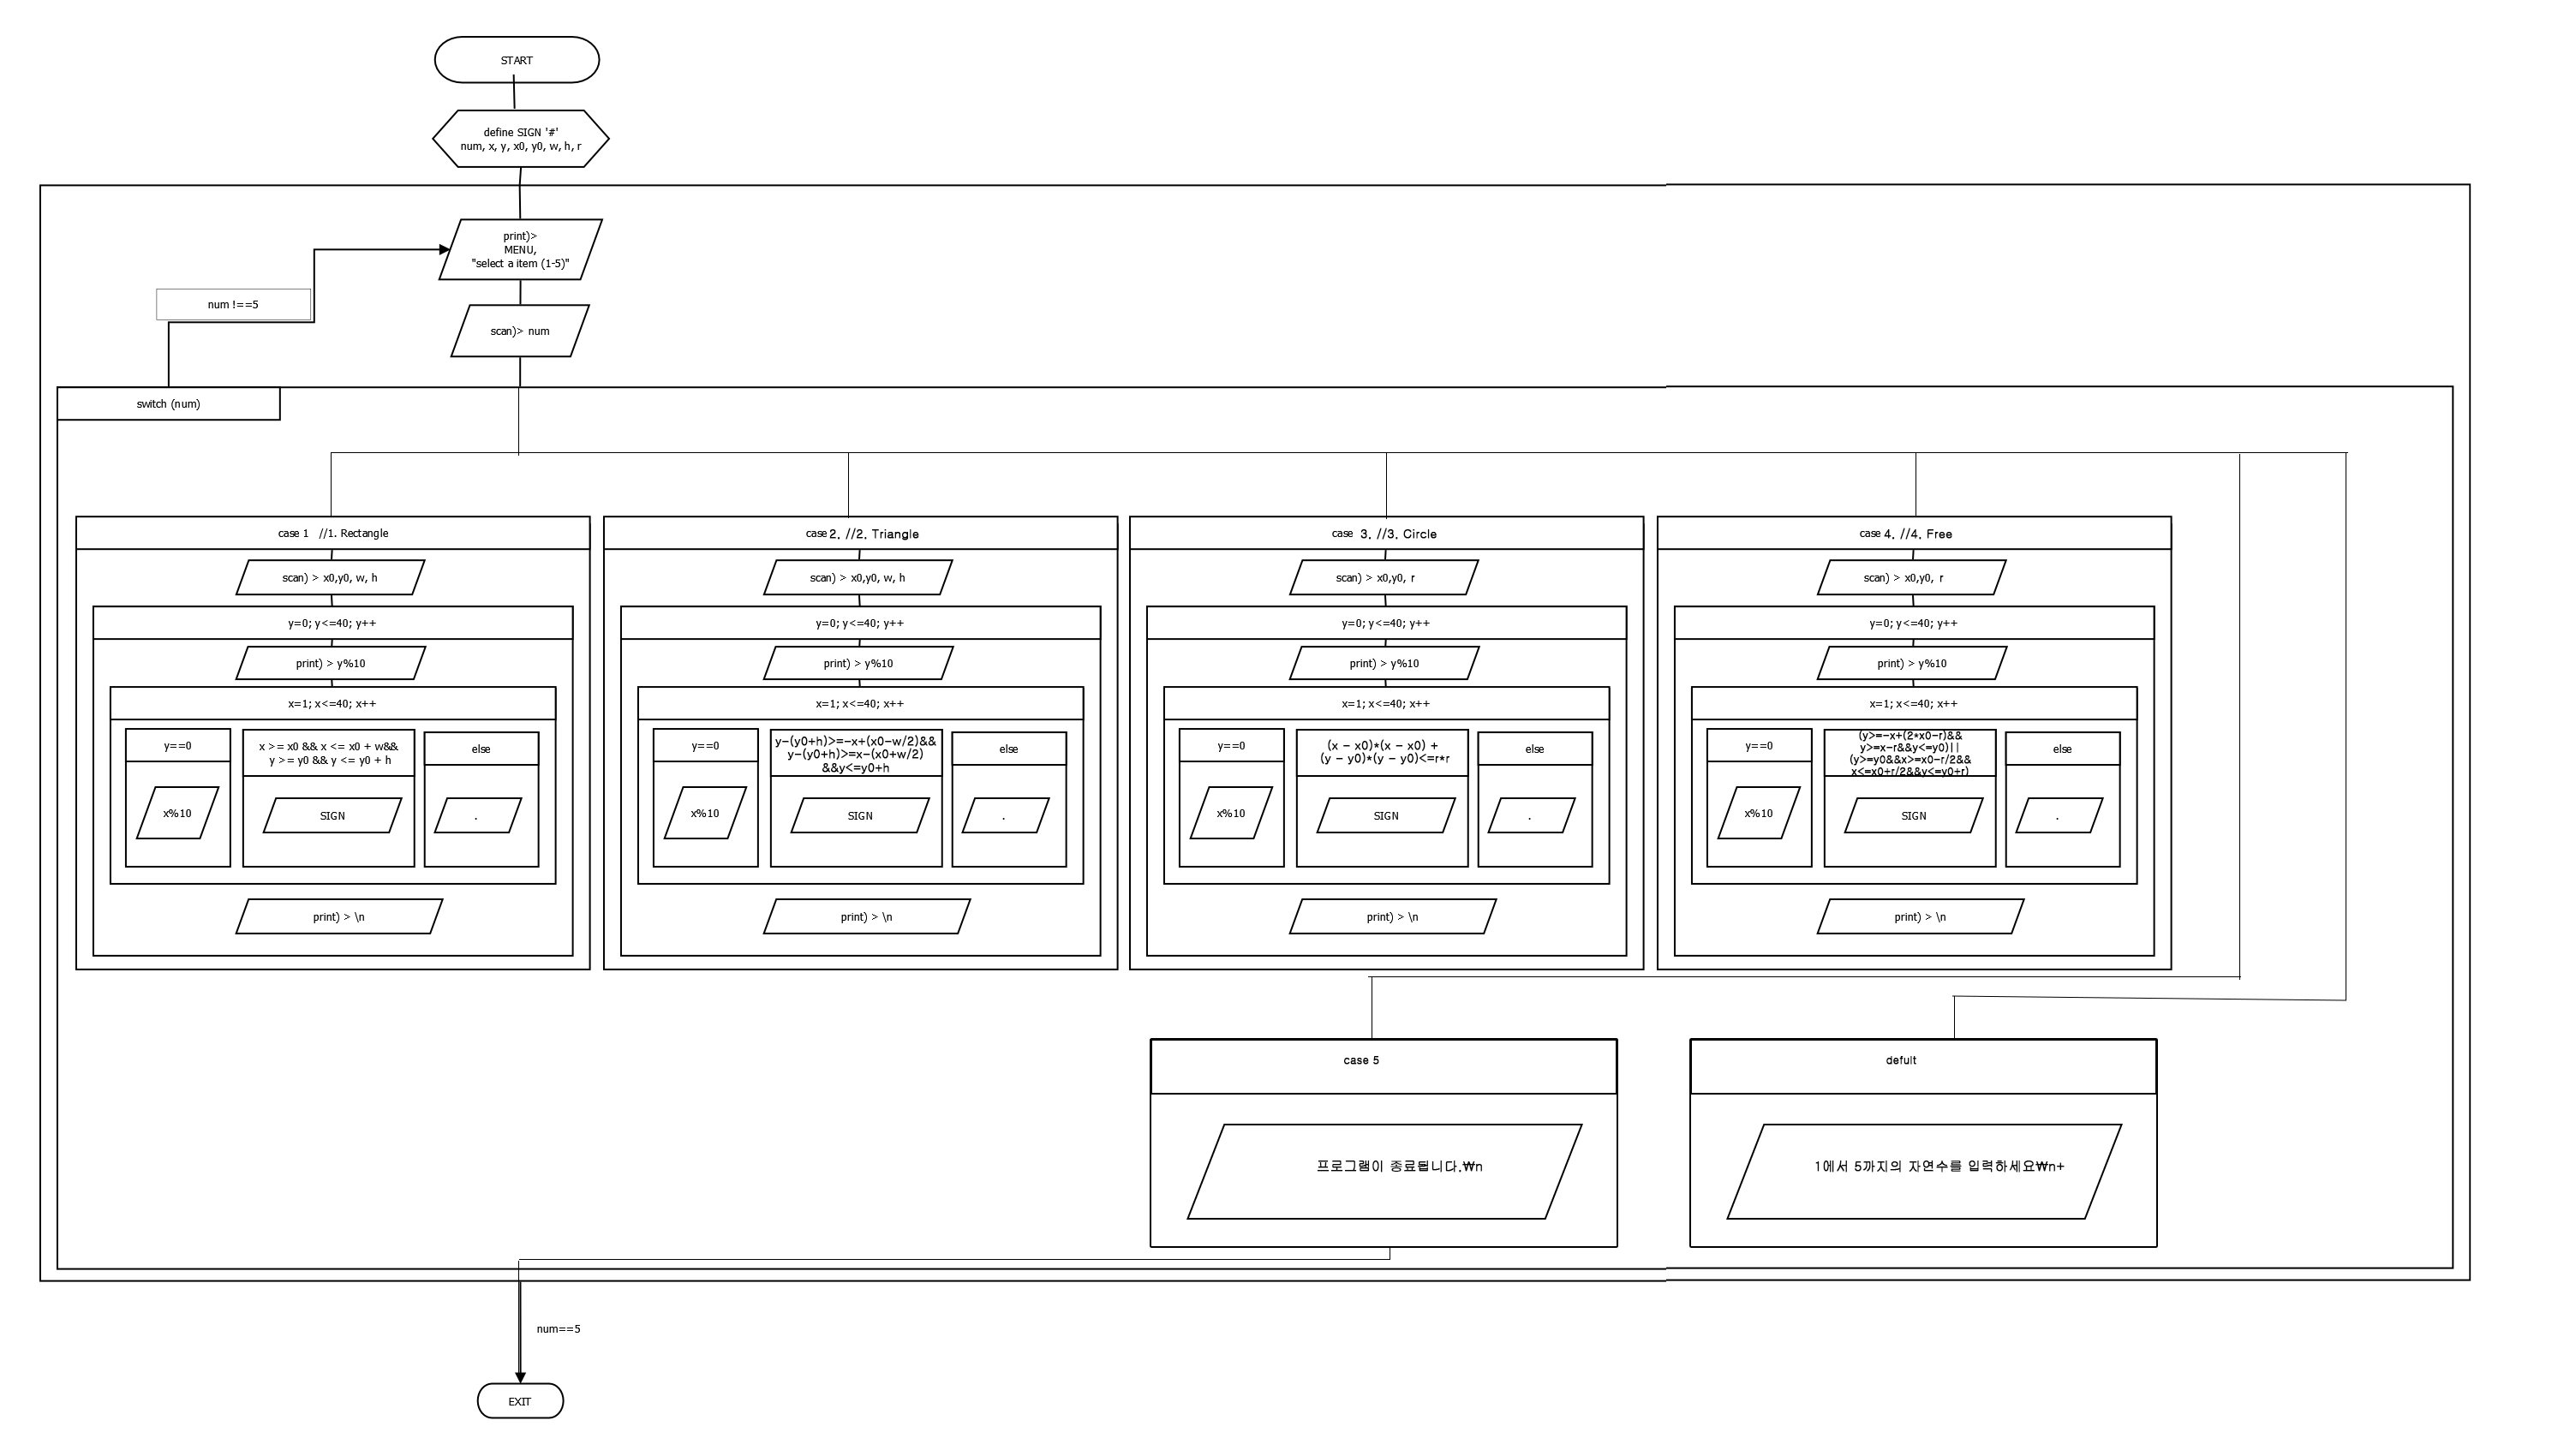 START
define SIGN '#'
num, x, y, x0, y0, w, h, r
print)>
MENU,
"select a item (1-5)"
num !==5
scan)> num
switch (num)
case 1 //1. Rectangle
scan) > x0,y0, w, h
y=0; y<=40; y++
print) > y%10
x=1; x<=40; x++
y==0
x >= x0 && x <= x0 + w&&
y >= y0 && y <= y0 + h
else
x%10
SIGN
.
print) > \n
case 2. //2. Triangle
scan) > x0,y0, w, h
y=0; y<=40; y++
print) > y%10
x=1; x<=40; x++
y==0
y-(y0+h)>=-x+(x0-w/2)&&
y-(y0+h)>=x-(x0+w/2)
&&y<=y0+h
else
x%10
SIGN
.
print) > \n
case 3. //3. Circle
scan) > x0,y0, r
y=0; y<=40; y++
print) > y%10
x=1; x<=40; x++
y==0
(x - x0)*(x - x0) +
(y - y0)*(y - y0)<=r*r
else
x%10
SIGN
.
print) > \n
case 4. //4. Free
scan) > x0,y0, r
y=0; y<=40; y++
print) > y%10
x=1; x<=40; x++
y==0
(y>=-x+(2*x0-r)&&
y>=x-r&&y<=y0)||
(y>=y0&&x>=x0-r/2&&
x<=x0+r/2&&y<=y0+r)
else
x%10
SIGN
.
print) > \n
case 5
프로그램이 종료됩니다.₩n
defult
1에서 5까지의 자연수를 입력하세요₩n+
num==5
EXIT